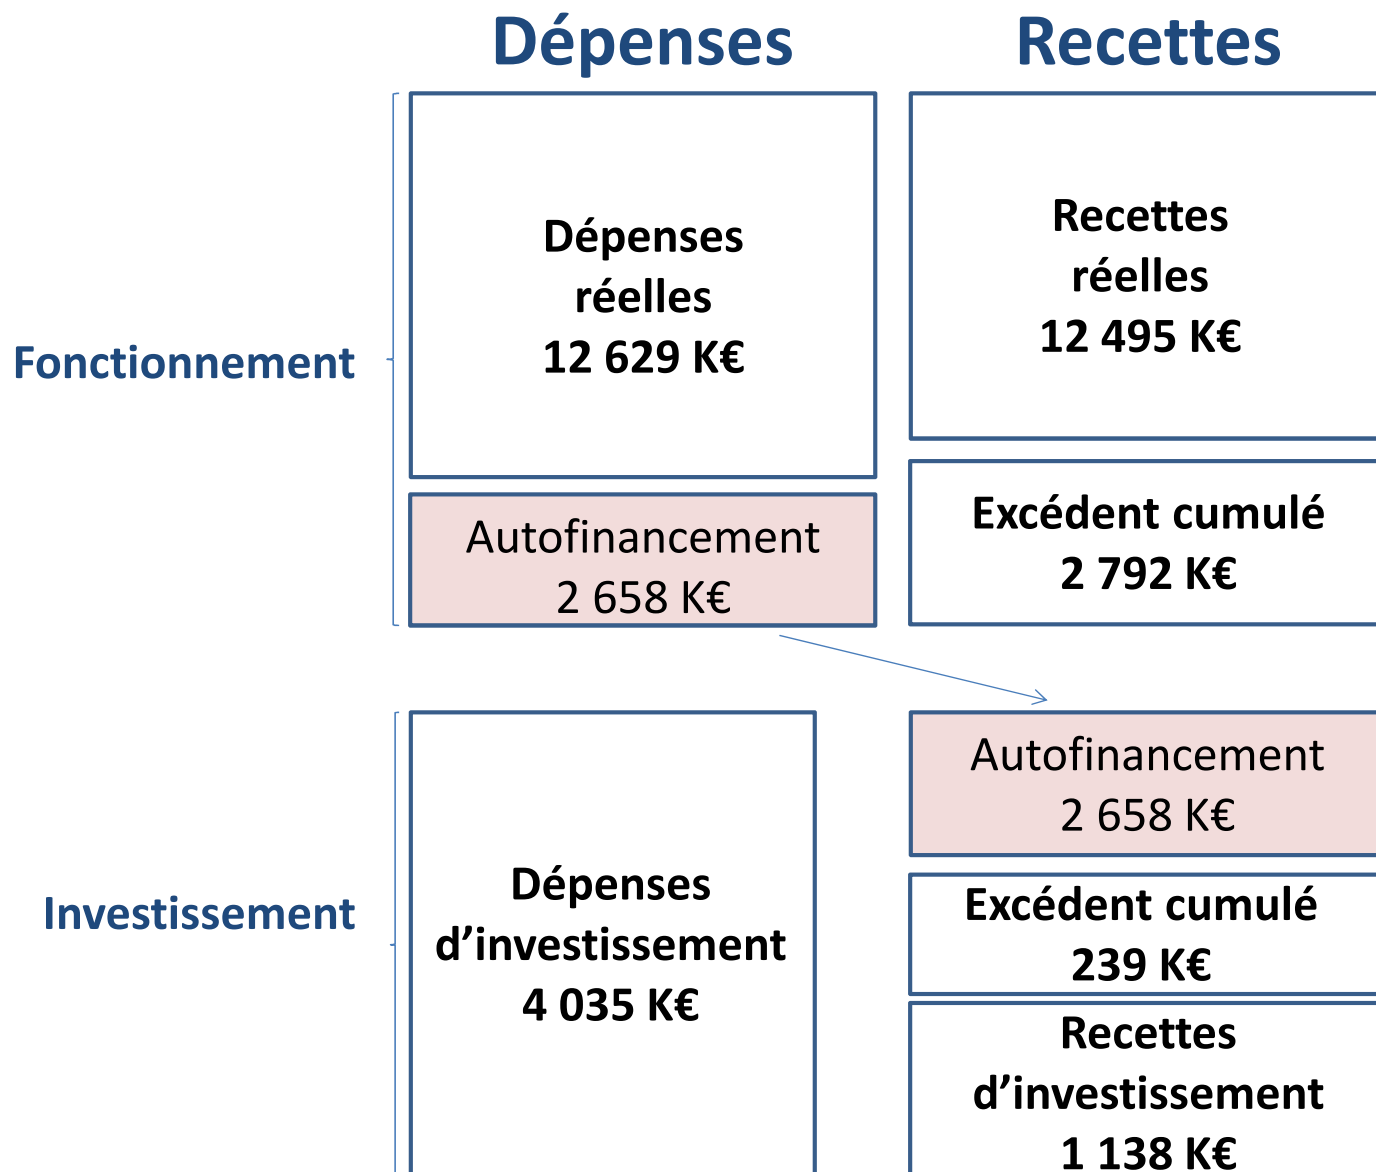 Dépenses
Recettes
Fonctionnement
Dépenses
réelles
12 629 K€
Recettes
réelles
12 495 K€
Autofinancement
2 658 K€
Excédent cumulé
2 792 K€
Investissement
Dépenses
d’investissement
4 035 K€
Autofinancement
2 658 K€
Excédent cumulé
239 K€
Recettes
d’investissement
1 138 K€